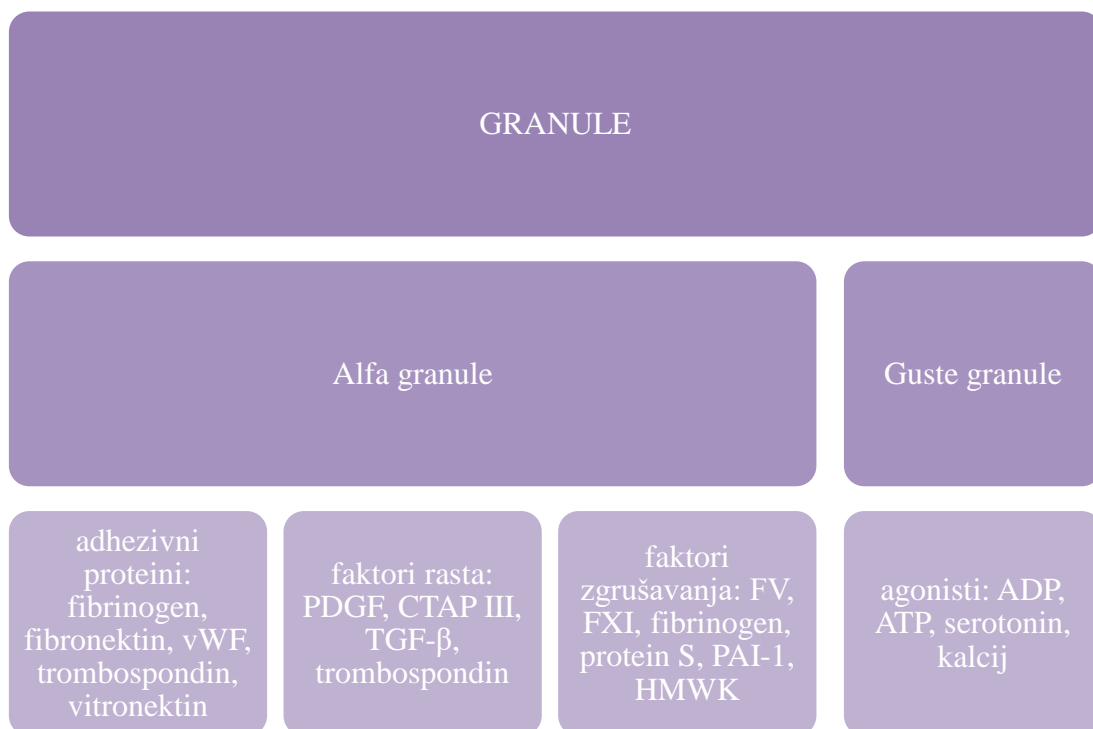 GRANULE
Alfa granule
Guste granule
adhezivni
proteini:
fibrinogen,
fibronektin, vWF,
trombospondin,
vitronektin
faktori rasta:
PDGF, CTAP III,
TGF-β,
trombospondin
faktori
zgrušavanja: FV,
FXI, fibrinogen,
protein S, PAI-1,
HMWK
agonisti: ADP,
ATP, serotonin,
kalcij